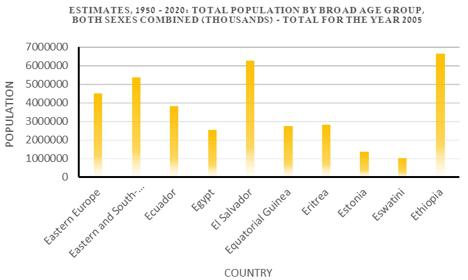 ESTIMATES, 1950 - 2020: TOTAL POPULATION BY BROAD AGE GROUP,
BOTH SEXES COMBINED (THOUSANDS) - TOTAL FOR THE YEAR 2005
POPULATION
7000000
6000000
5000000
4000000
3000000
2000000
1000000
0
Eastern Europe
Eastern and South-...
Ecuador
Egypt
El Salvador
Equatorial Guinea
Eritrea
Estonia
Eswatini
Ethiopia
COUNTRY